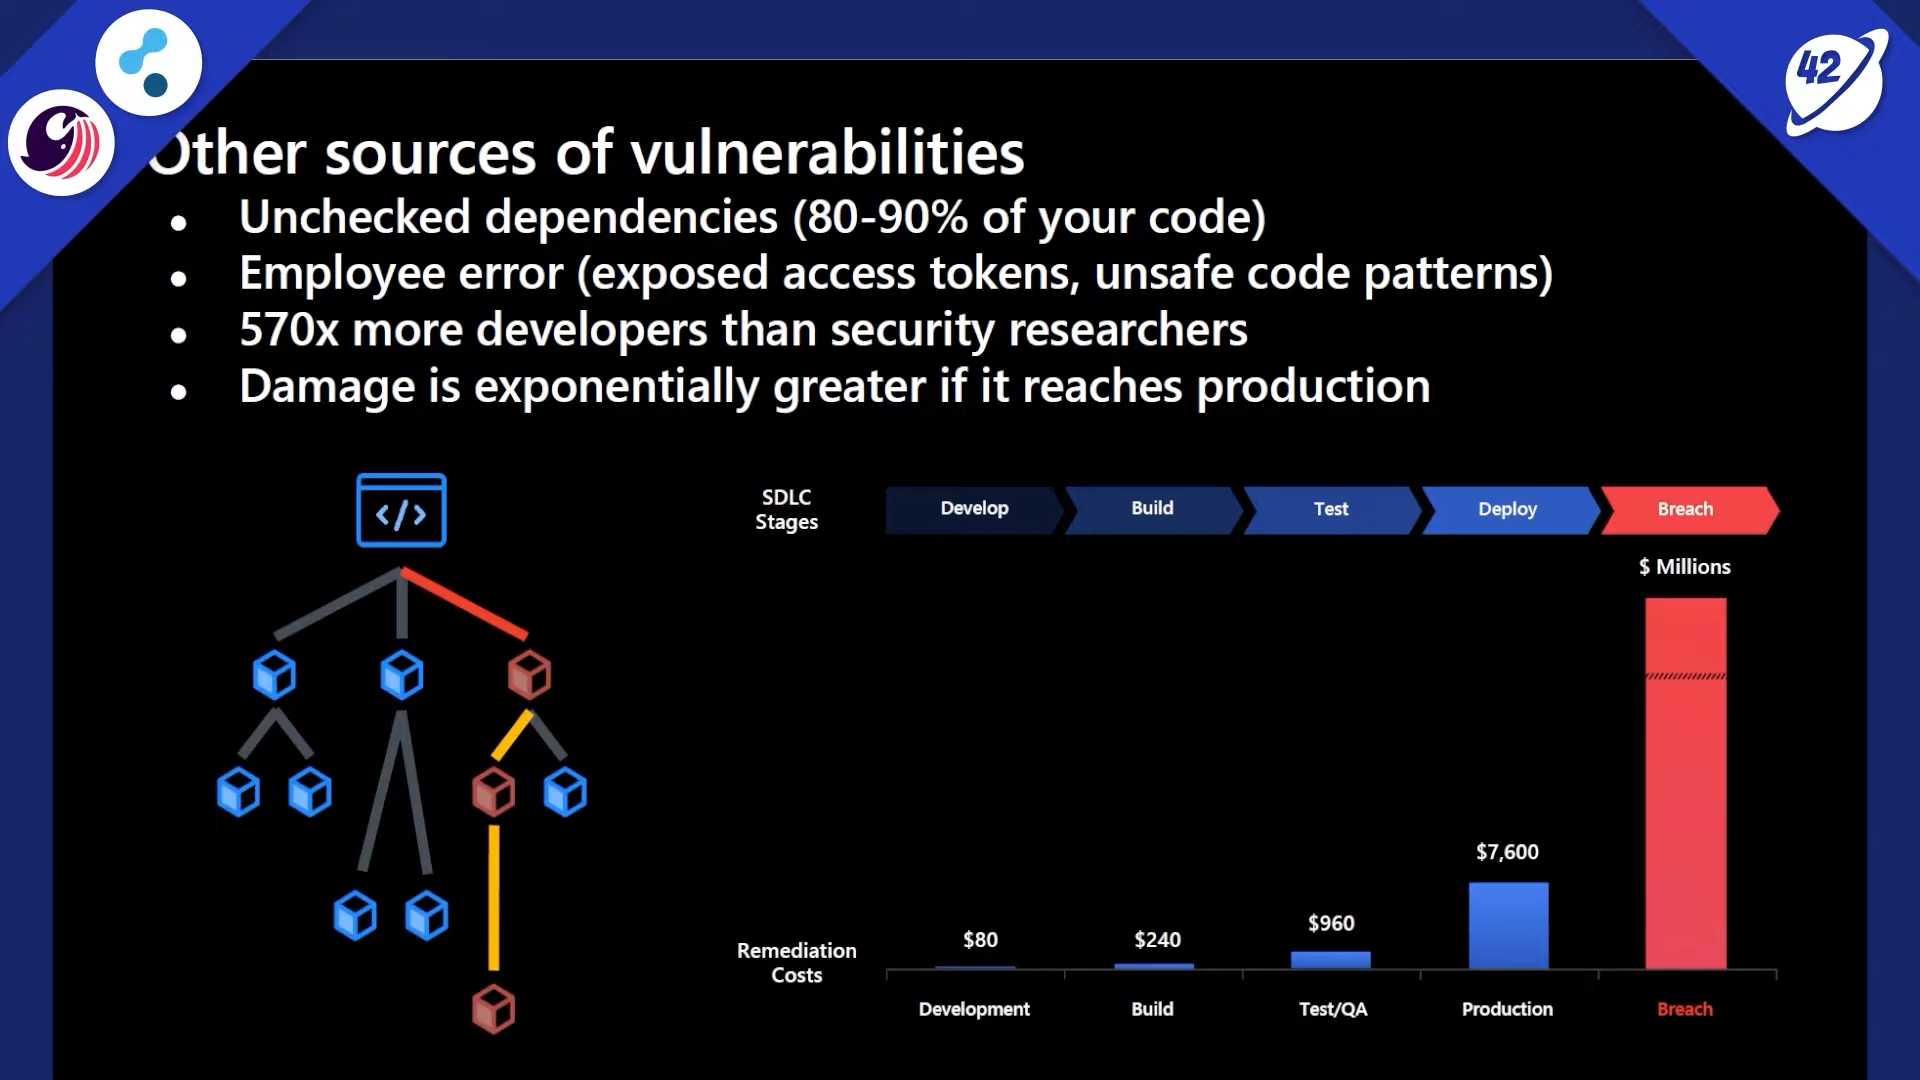 42
Other sources of vulnerabilities
Unchecked dependencies (80-90% of your code)
Employee error (exposed access tokens, unsafe code patterns)
570x more developers than security researchers
Damage is exponentially greater if it reaches production
</>
SDLC
Stages
Develop
Build
Test
Deploy
Breach
$ Millions
$80
$240
$960
$7,600
Remediation
Costs
Development
Build
Test/QA
Production
Breach